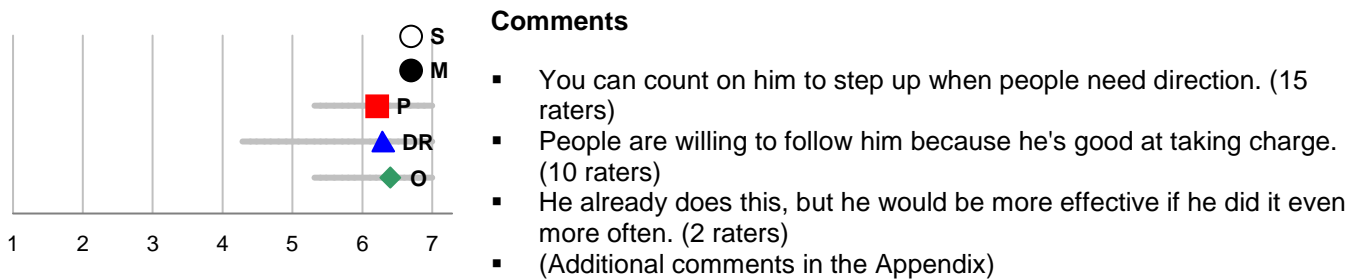 S
M
P
DR
O
1 2 3 4 5 6 7
Comments
▪ You can count on him to step up when people need direction. (15
raters)
▪ People are willing to follow him because he's good at taking charge.
(10 raters)
▪ He already does this, but he would be more effective if he did it even
more often. (2 raters)
▪ (Additional comments in the Appendix)